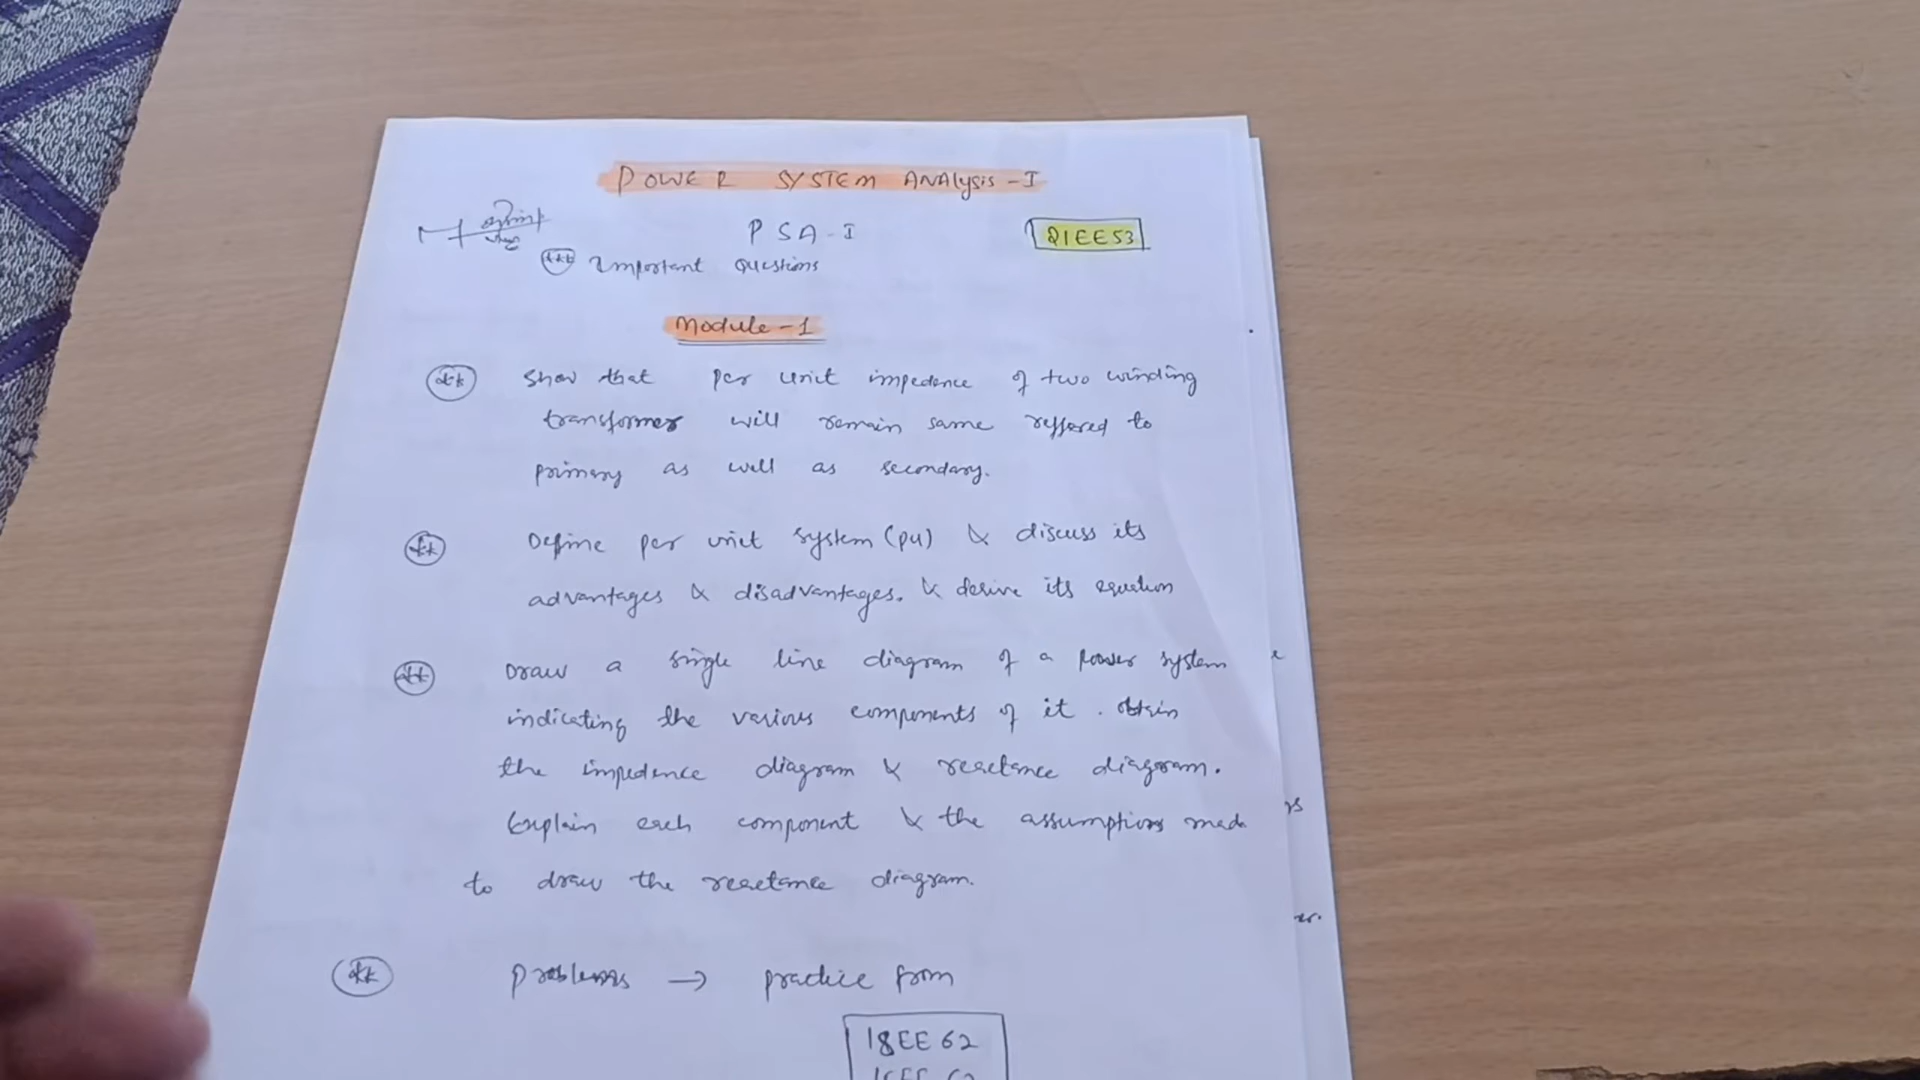 POWER SYSTEM ANALYSIS - I
PSA - I
21EE53
*** Important Questions
Module - 1
** Show that per unit impedence of two winding
transformer will remain same reffered to
primary as well as secondary.
** Define per unit system (pu) & discuss its
advantages & disadvantages. & derive its equation
** Draw a single line diagram of a power system
indicating the various components of it. obtain
the impedence diagram & reactance diagram.
Explain each component & the assumptions made
to draw the reactance diagram.
** Problems → practice from
18EE62